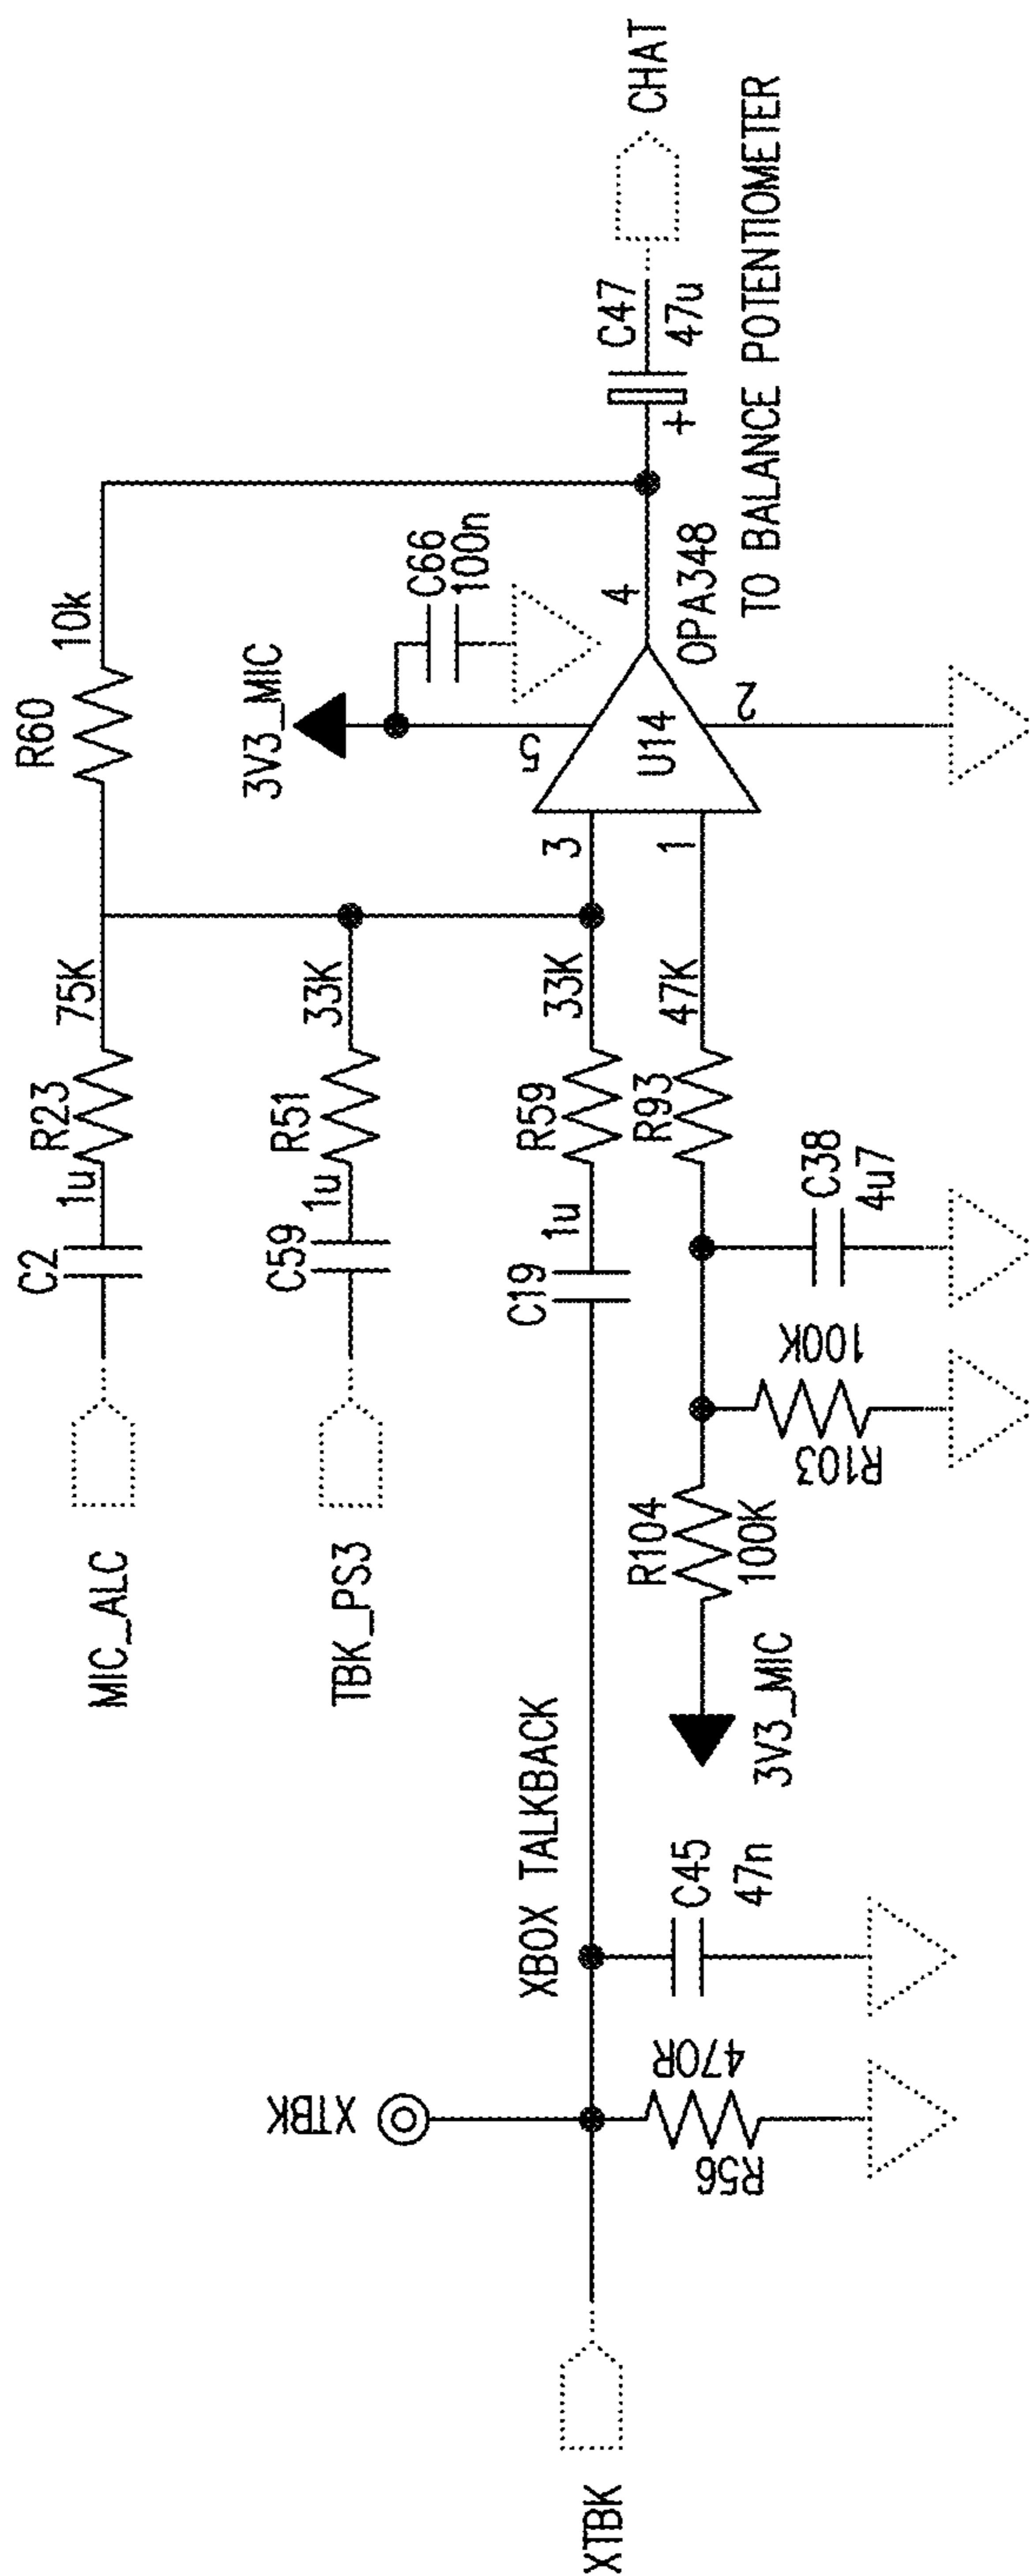 MIC_ALC
C2
1u
R23
75K
R60
10k
TBK_PS3
C59
1u
R51
33K
3V3_MIC
C66
100n
XTBK
XBOX TALKBACK
C19
1u
R59
33K
3
5
4
U14
OPA348
1
2
C47
47u
+
CHAT
TO BALANCE POTENTIOMETER
XTBK
R56
470R
C45
47n
3V3_MIC
R104
100K
R103
100K
C38
4u7
R93
47K